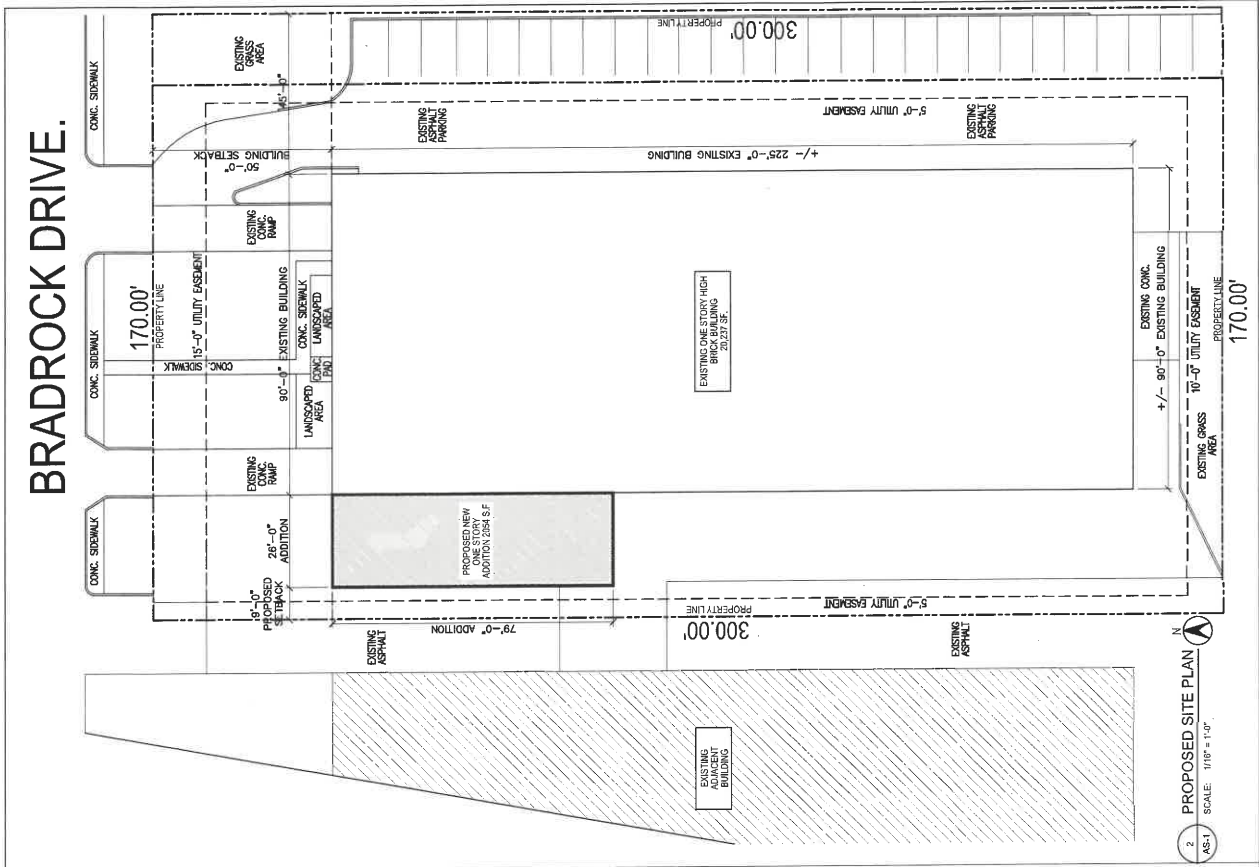 BRADROCK DRIVE.
CONC. SIDEWALK
CONC. SIDEWALK
CONC. SIDEWALK
170.00'
PROPERTY LINE
15'-0" UTILITY EASEMENT
CONC. SIDEWALK
EXISTING
GRASS
AREA
45'-0"
50'-0"
BUILDING SETBACK
EXISTING
CONC.
RAMP
90'-0" EXISTING BUILDING
CONC. SIDEWALK
LANDSCAPED
AREA
CONC.
PAD
LANDSCAPED
AREA
EXISTING
CONC.
RAMP
26'-0"
ADDITION
9'-0"
PROPOSED
SETBACK
PROPERTY LINE
300.00'
5'-0" UTILITY EASEMENT
EXISTING
ASPHALT
PARKING
EXISTING
ASPHALT
PARKING
+/- 225'-0" EXISTING BUILDING
EXISTING ONE STORY HIGH
BRICK BUILDING
20,237 SF.
PROPOSED NEW
ONE STORY
ADDITION 2054 S.F
79'-0" ADDITION
PROPERTY LINE
300.00'
5'-0" UTILITY EASEMENT
EXISTING
ASPHALT
EXISTING
ASPHALT
EXISTING
ADJACENT
BUILDING
EXISTING CONC.
+/- 90'-0" EXISTING BUILDING
10'-0" UTILITY EASEMENT
EXISTING GRASS
AREA
PROPERTY LINE
170.00'
N
2
AS-1
PROPOSED SITE PLAN
SCALE: 1/16" = 1'-0"